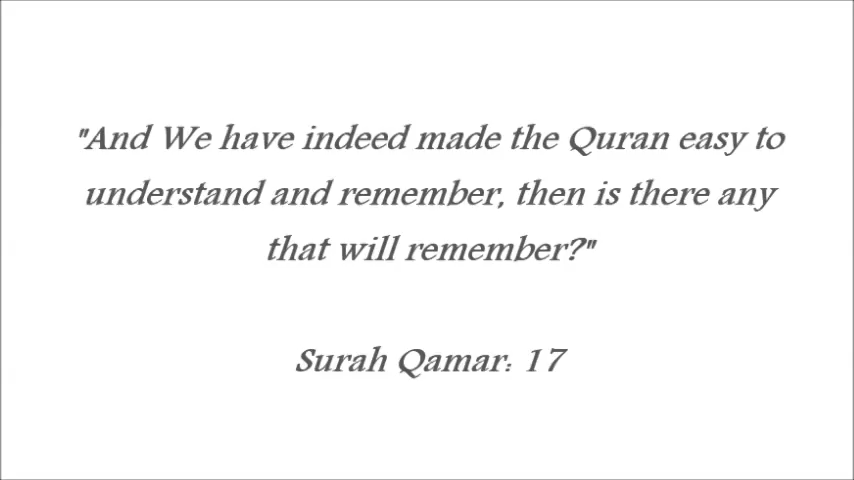 "And We have indeed made the Quran easy to
understand and remember, then is there any
that will remember?"
Surah Qamar: 17